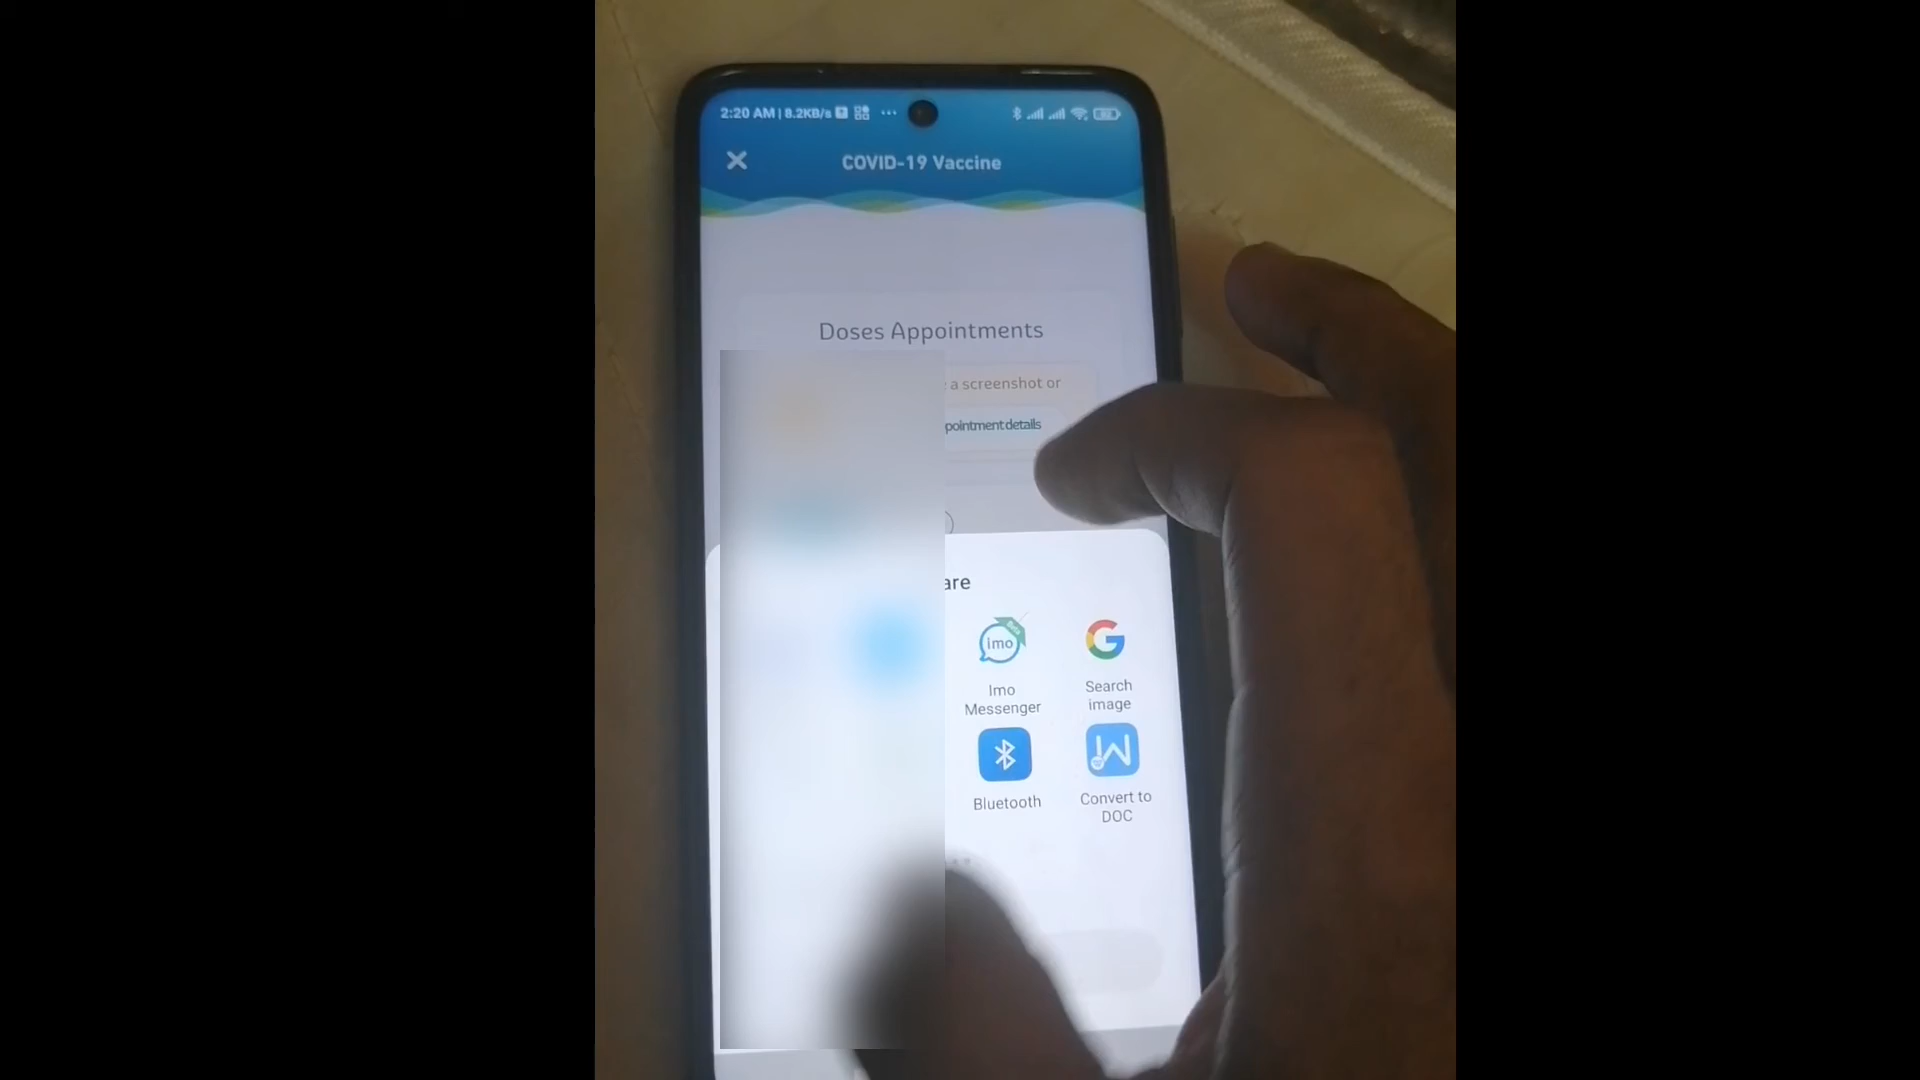 2:20 AM | 8.2KB/s
COVID-19 Vaccine
Doses Appointments
a screenshot or
pointment details
are
imo
Beta
Imo
Messenger
G
Search
image
Bluetooth
W
Convert to
DOC